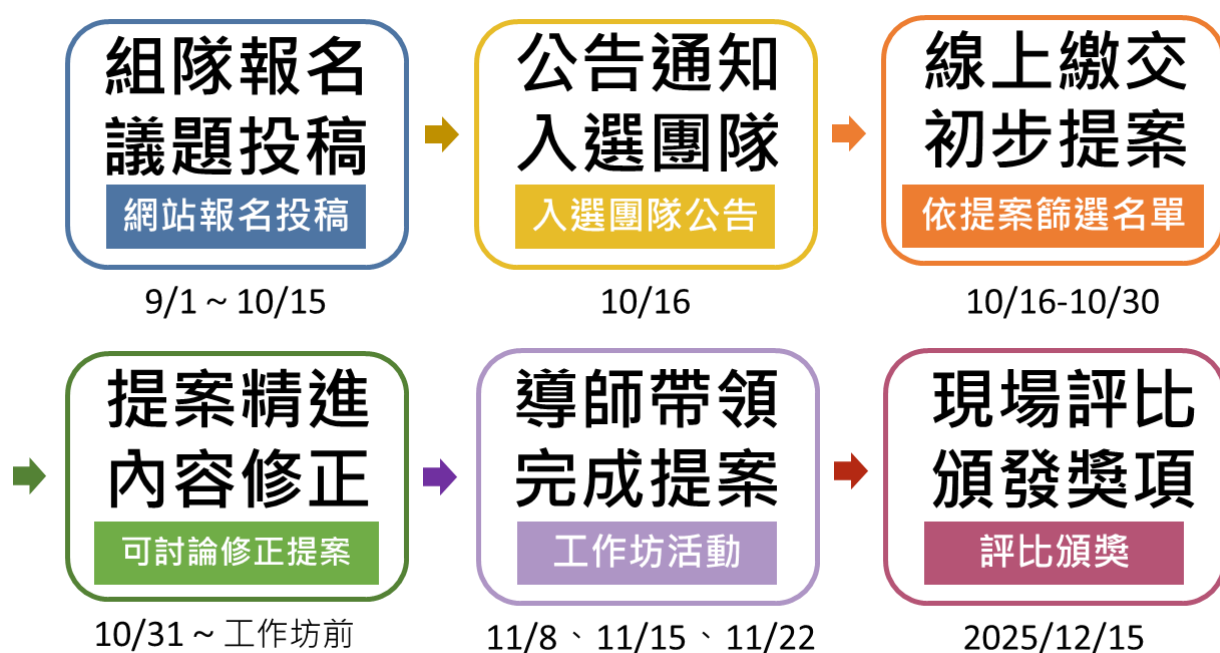 組隊報名
議題投稿
網站報名投稿
9/1 ~ 10/15
公告通知
入選團隊
入選團隊公告
10/16
線上繳交
初步提案
依提案篩選名單
10/16-10/30
提案精進
內容修正
可討論修正提案
10/31 ~ 工作坊前
導師帶領
完成提案
工作坊活動
11/8、11/15、11/22
現場評比
頒發獎項
評比頒獎
2025/12/15